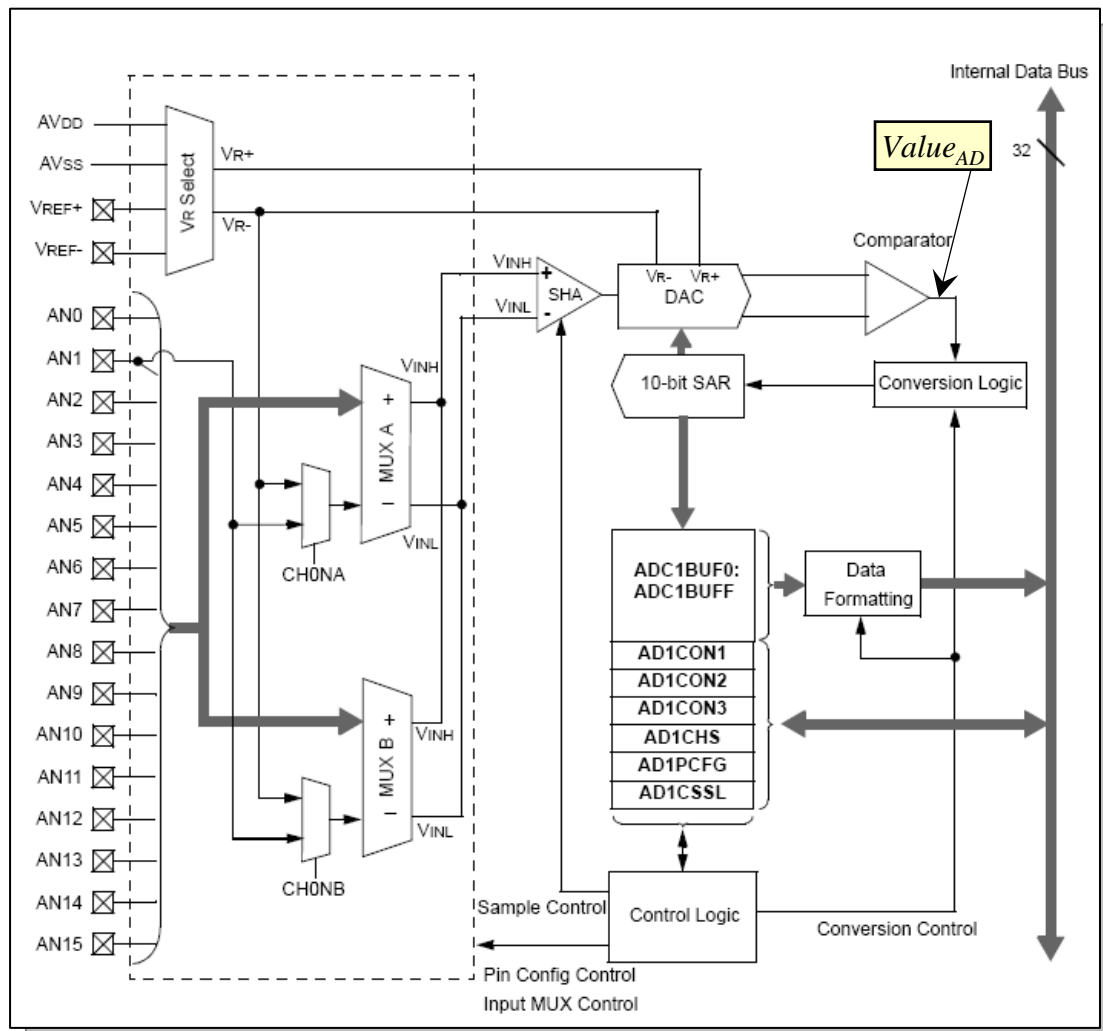 Internal Data Bus
AVDD
AVSS
VREF+
VREF-
VR Select
VR+
VR-
ValueAD
32
Comparator
VINH
+
VINL
-
SHA
VR- VR+
DAC
AN0
AN1
AN2
AN3
AN4
AN5
AN6
AN7
AN8
AN9
AN10
AN11
AN12
AN13
AN14
AN15
VINH
+
MUX A
–
VINL
CH0NA
+
VINH
MUX B
–
VINL
CH0NB
10-bit SAR
Conversion Logic
ADC1BUF0:
ADC1BUFF
Data
Formatting
AD1CON1
AD1CON2
AD1CON3
AD1CHS
AD1PCFG
AD1CSSL
Sample Control
Control Logic
Conversion Control
Pin Config Control
Input MUX Control